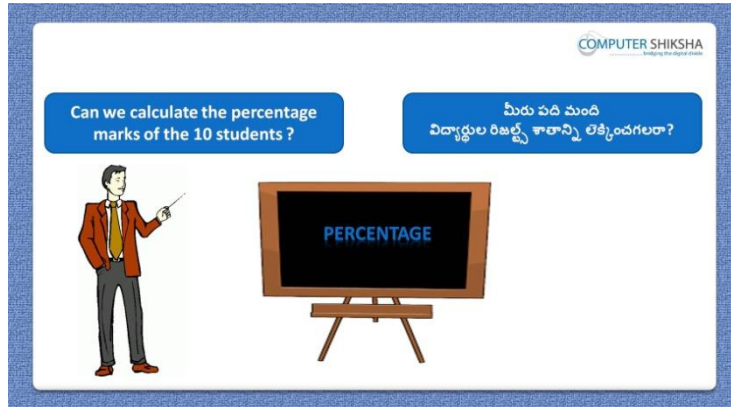 COMPUTER SHIKSHA
bridging the digital divide
Can we calculate the percentage
marks of the 10 students ?
మీరు పది మంది
విద్యార్థుల రిజల్ట్స్ శాతాన్ని లెక్కించగలరా?
PERCENTAGE